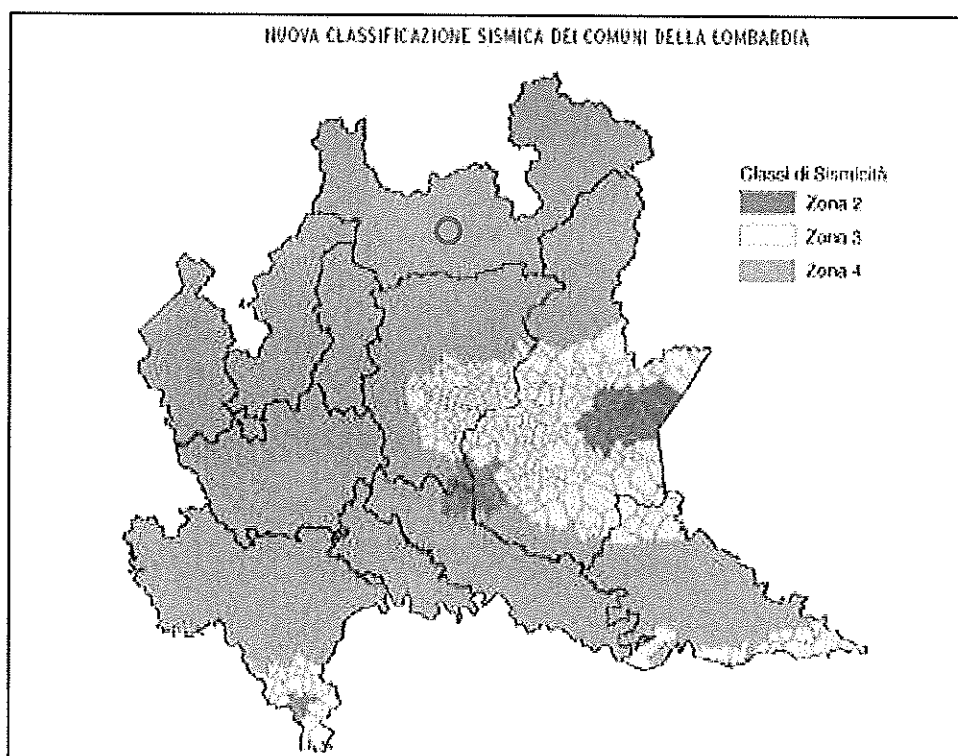 NUOVA CLASSIFICAZIONE SISMICA DEI COMUNI DELLA LOMBARDIA
Classi di Sismicità
Zona 2
Zona 3
Zona 4